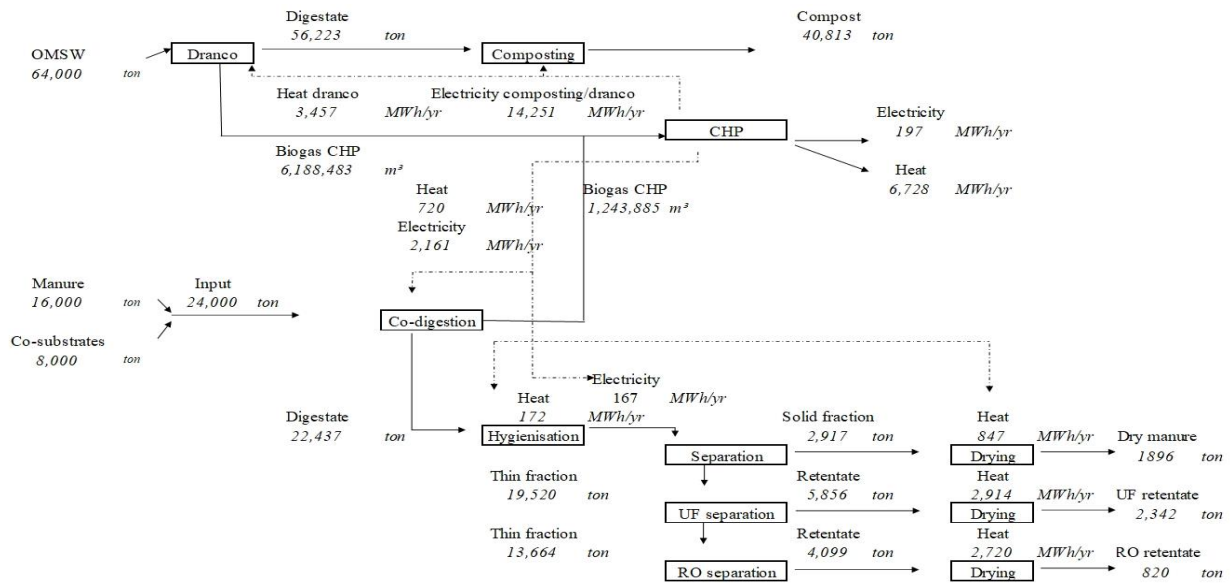 Digestate
56,223 ton
Compost
40,813 ton
OMSW
64,000 ton
Dranco
Composting
Heat dranco
3,457 MWh/yr
Electricity composting/dranco
14,251 MWh/yr
CHP
Electricity
197 MWh/yr
Biogas CHP
6,188,483 m³
Heat
6,728 MWh/yr
Heat
720 MWh/yr
Biogas CHP
1,243,885 m³
Electricity
2,161 MWh/yr
Manure
16,000 ton
Input
24,000 ton
Co-substrates
8,000 ton
Co-digestion
Digestate
22,437 ton
Heat
172 MWh/yr
Electricity
167 MWh/yr
Hygienisation
Solid fraction
2,917 ton
Heat
847 MWh/yr
Dry manure
1896 ton
Separation
Drying
Thin fraction
19,520 ton
Retentate
5,856 ton
Heat
2,914 MWh/yr
UF retentate
2,342 ton
UF separation
Drying
Thin fraction
13,664 ton
Retentate
4,099 ton
Heat
2,720 MWh/yr
RO retentate
820 ton
RO separation
Drying